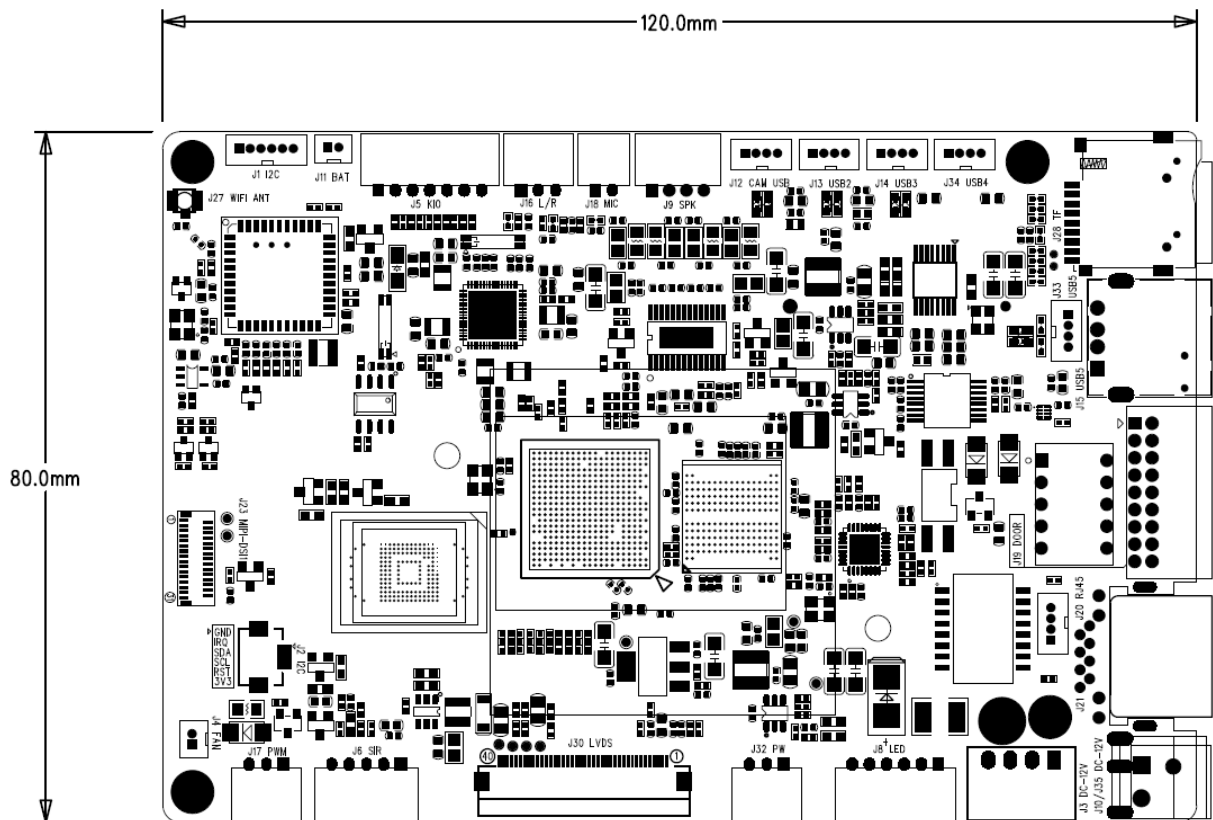 120.0mm
J1 I2C
J11 BAT
J5 KIO
J16 L/R
J18 MIC
J9 SPK
J12 CAM USB
J13 USB2
J14 USB3
J34 USB4
J27 WIFI ANT
J28 TF
J33 USB5
J15 USB5
80.0mm
J23 MIPI-DSI1
J19 DOOR
GND
IRQ
SDA
SCL
RST
3V3
J2 I2C
J20 RJ45
J21
J4 FAN
J17 PWM
J6 SIR
40
J30 LVDS
1
J32 PW
J8 LED
+
J3 DC-12V
J10/J35 DC-12V